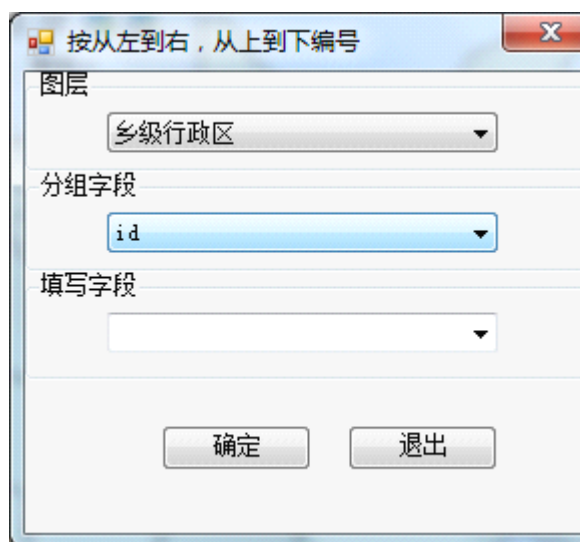 按从左到右，从上到下编号
图层
乡级行政区
分组字段
id
填写字段
确定
退出